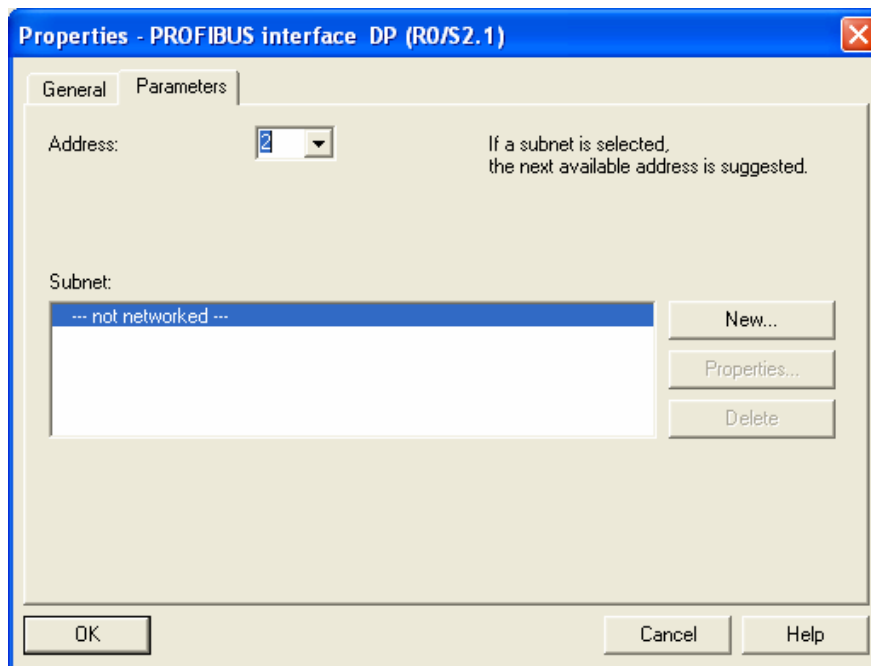 Properties - PROFIBUS interface DP (R0/S2.1)
General Parameters
Address:
2
If a subnet is selected,
the next available address is suggested.
Subnet:
--- not networked ---
New...
Properties...
Delete
OK
Cancel
Help